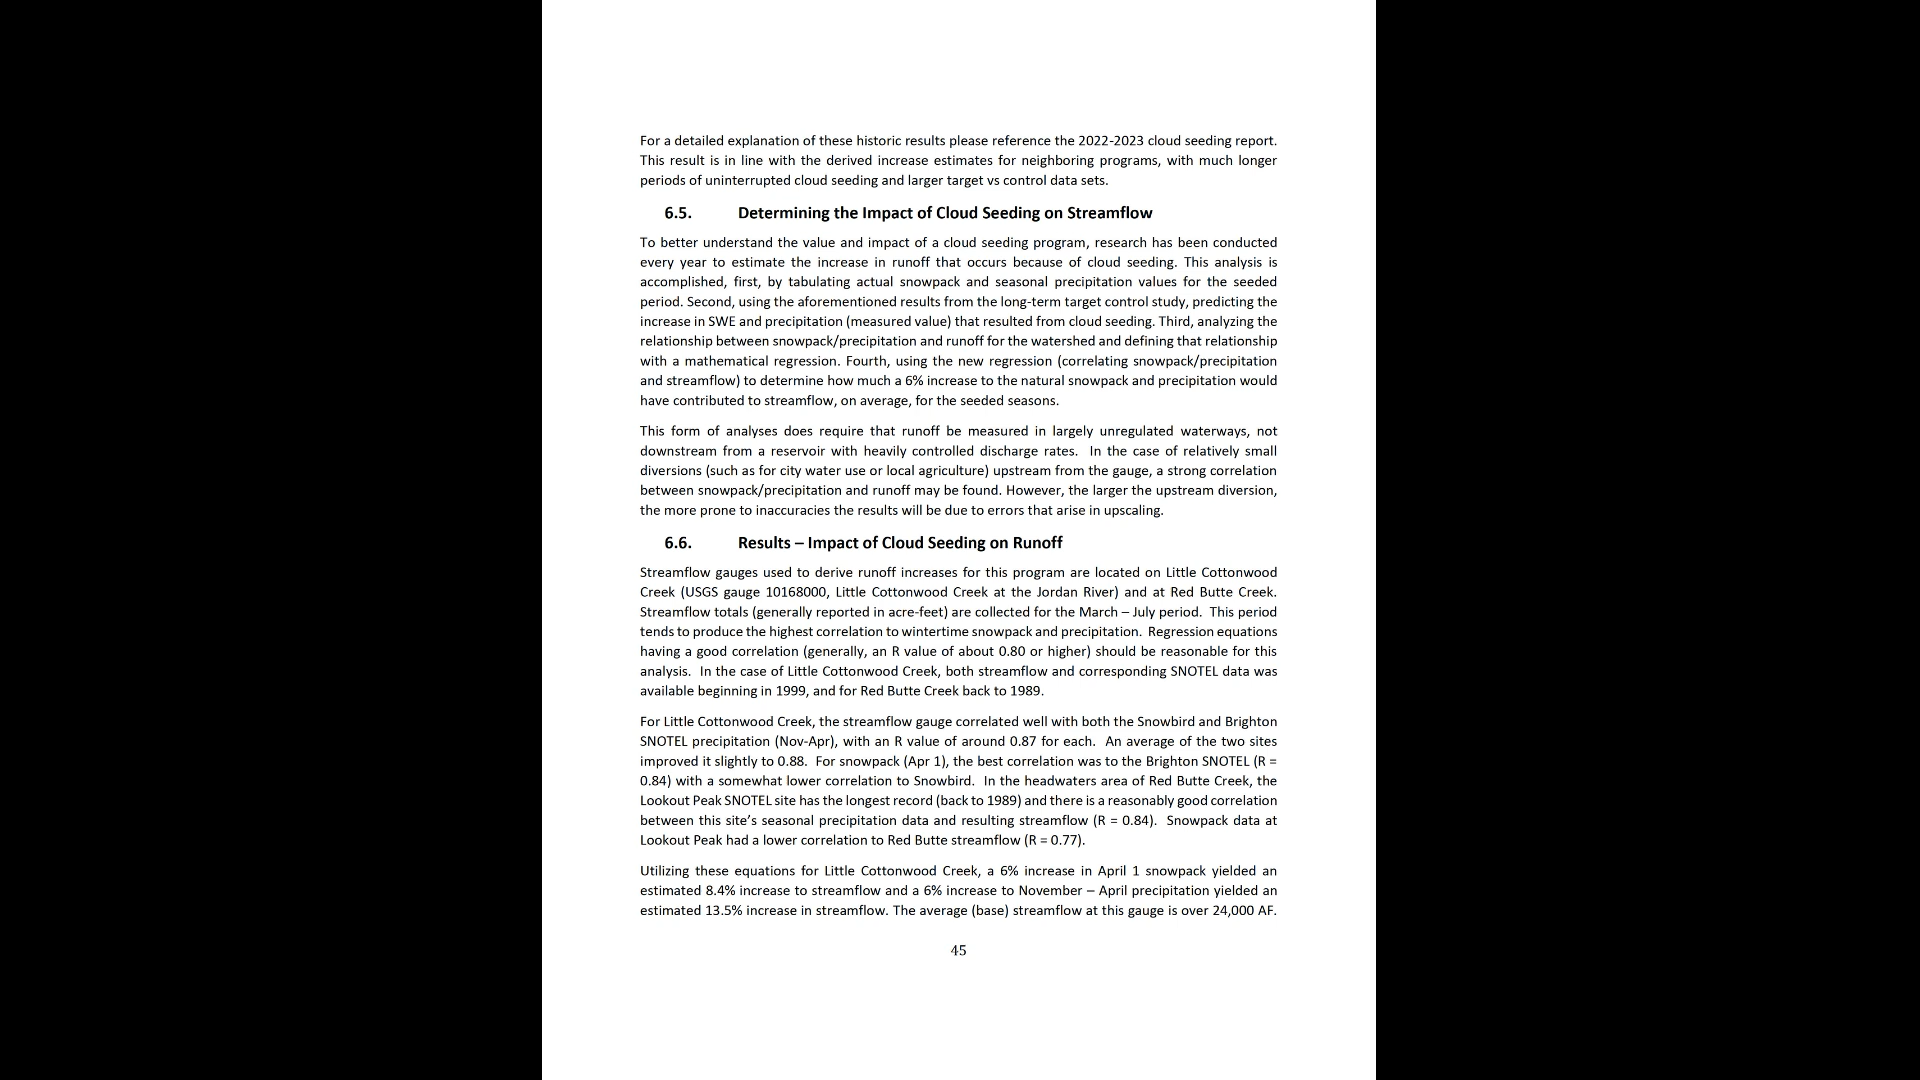 For a detailed explanation of these historic results please reference the 2022-2023 cloud seeding report.
This result is in line with the derived increase estimates for neighboring programs, with much longer
periods of uninterrupted cloud seeding and larger target vs control data sets.
6.5. Determining the Impact of Cloud Seeding on Streamflow
To better understand the value and impact of a cloud seeding program, research has been conducted
every year to estimate the increase in runoff that occurs because of cloud seeding. This analysis is
accomplished, first, by tabulating actual snowpack and seasonal precipitation values for the seeded
period. Second, using the aforementioned results from the long-term target control study, predicting the
increase in SWE and precipitation (measured value) that resulted from cloud seeding. Third, analyzing the
relationship between snowpack/precipitation and runoff for the watershed and defining that relationship
with a mathematical regression. Fourth, using the new regression (correlating snowpack/precipitation
and streamflow) to determine how much a 6% increase to the natural snowpack and precipitation would
have contributed to streamflow, on average, for the seeded seasons.
This form of analyses does require that runoff be measured in largely unregulated waterways, not
downstream from a reservoir with heavily controlled discharge rates. In the case of relatively small
diversions (such as for city water use or local agriculture) upstream from the gauge, a strong correlation
between snowpack/precipitation and runoff may be found. However, the larger the upstream diversion,
the more prone to inaccuracies the results will be due to errors that arise in upscaling.
6.6. Results – Impact of Cloud Seeding on Runoff
Streamflow gauges used to derive runoff increases for this program are located on Little Cottonwood
Creek (USGS gauge 10168000, Little Cottonwood Creek at the Jordan River) and at Red Butte Creek.
Streamflow totals (generally reported in acre-feet) are collected for the March – July period. This period
tends to produce the highest correlation to wintertime snowpack and precipitation. Regression equations
having a good correlation (generally, an R value of about 0.80 or higher) should be reasonable for this
analysis. In the case of Little Cottonwood Creek, both streamflow and corresponding SNOTEL data was
available beginning in 1999, and for Red Butte Creek back to 1989.
For Little Cottonwood Creek, the streamflow gauge correlated well with both the Snowbird and Brighton
SNOTEL precipitation (Nov-Apr), with an R value of around 0.87 for each. An average of the two sites
improved it slightly to 0.88. For snowpack (Apr 1), the best correlation was to the Brighton SNOTEL (R =
0.84) with a somewhat lower correlation to Snowbird. In the headwaters area of Red Butte Creek, the
Lookout Peak SNOTEL site has the longest record (back to 1989) and there is a reasonably good correlation
between this site’s seasonal precipitation data and resulting streamflow (R = 0.84). Snowpack data at
Lookout Peak had a lower correlation to Red Butte streamflow (R = 0.77).
Utilizing these equations for Little Cottonwood Creek, a 6% increase in April 1 snowpack yielded an
estimated 8.4% increase to streamflow and a 6% increase to November – April precipitation yielded an
estimated 13.5% increase in streamflow. The average (base) streamflow at this gauge is over 24,000 AF.
45